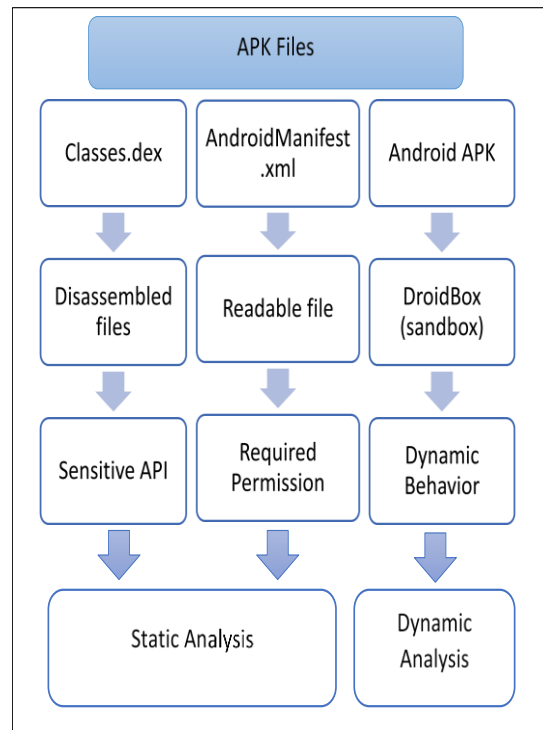 APK Files
Classes.dex
AndroidManifest
.xml
Android APK
Disassembled
files
Readable file
DroidBox
(sandbox)
Sensitive API
Required
Permission
Dynamic
Behavior
Static Analysis
Dynamic
Analysis